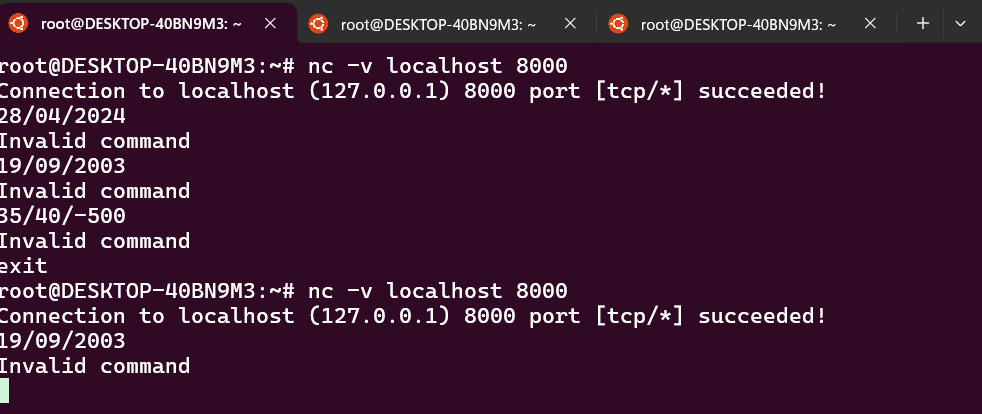 root@DESKTOP-40BN9M3: ~
root@DESKTOP-40BN9M3: ~
root@DESKTOP-40BN9M3: ~
root@DESKTOP-40BN9M3:~# nc -v localhost 8000
Connection to localhost (127.0.0.1) 8000 port [tcp/*] succeeded!
28/04/2024
Invalid command
19/09/2003
Invalid command
35/40/-500
Invalid command
exit
root@DESKTOP-40BN9M3:~# nc -v localhost 8000
Connection to localhost (127.0.0.1) 8000 port [tcp/*] succeeded!
19/09/2003
Invalid command